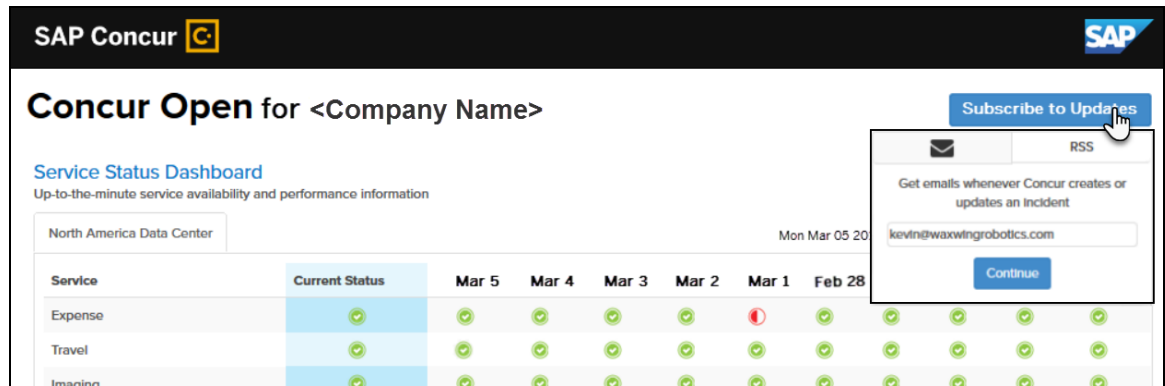 SAP Concur C.
SAP
Concur Open for <Company Name>
Subscribe to Updates
RSS
Get emails whenever Concur creates or
updates an incident
kevin@waxwingrobotics.com
Continue
Service Status Dashboard
Up-to-the-minute service availability and performance information
North America Data Center
Mon Mar 05
Service Current Status Mar 5 Mar 4 Mar 3 Mar 2 Mar 1 Feb 28
Expense
Travel
Imaging